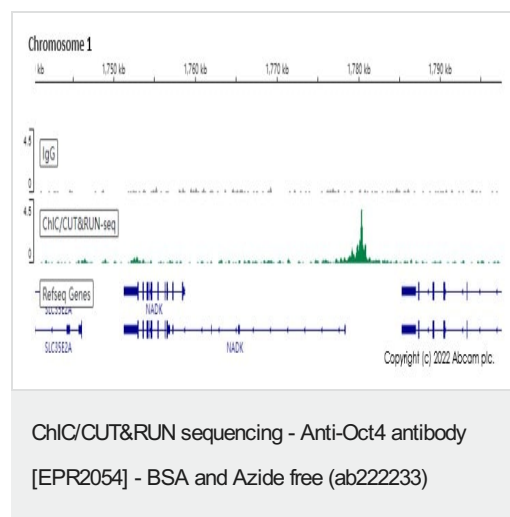 Chromosome 1
kb 1,750 kb 1,760 kb 1,770 kb 1,780 kb 1,790 kb
4.5
IgG
0
4.5
ChIC/CUT&RUN-seq
0
Refseq Genes
SLC35E2A NADK
SLC35E2A NADK
Copyright (c) 2022 Abcam plc.
ChIC/CUT&RUN sequencing - Anti-Oct4 antibody
[EPR2054] - BSA and Azide free (ab222233)